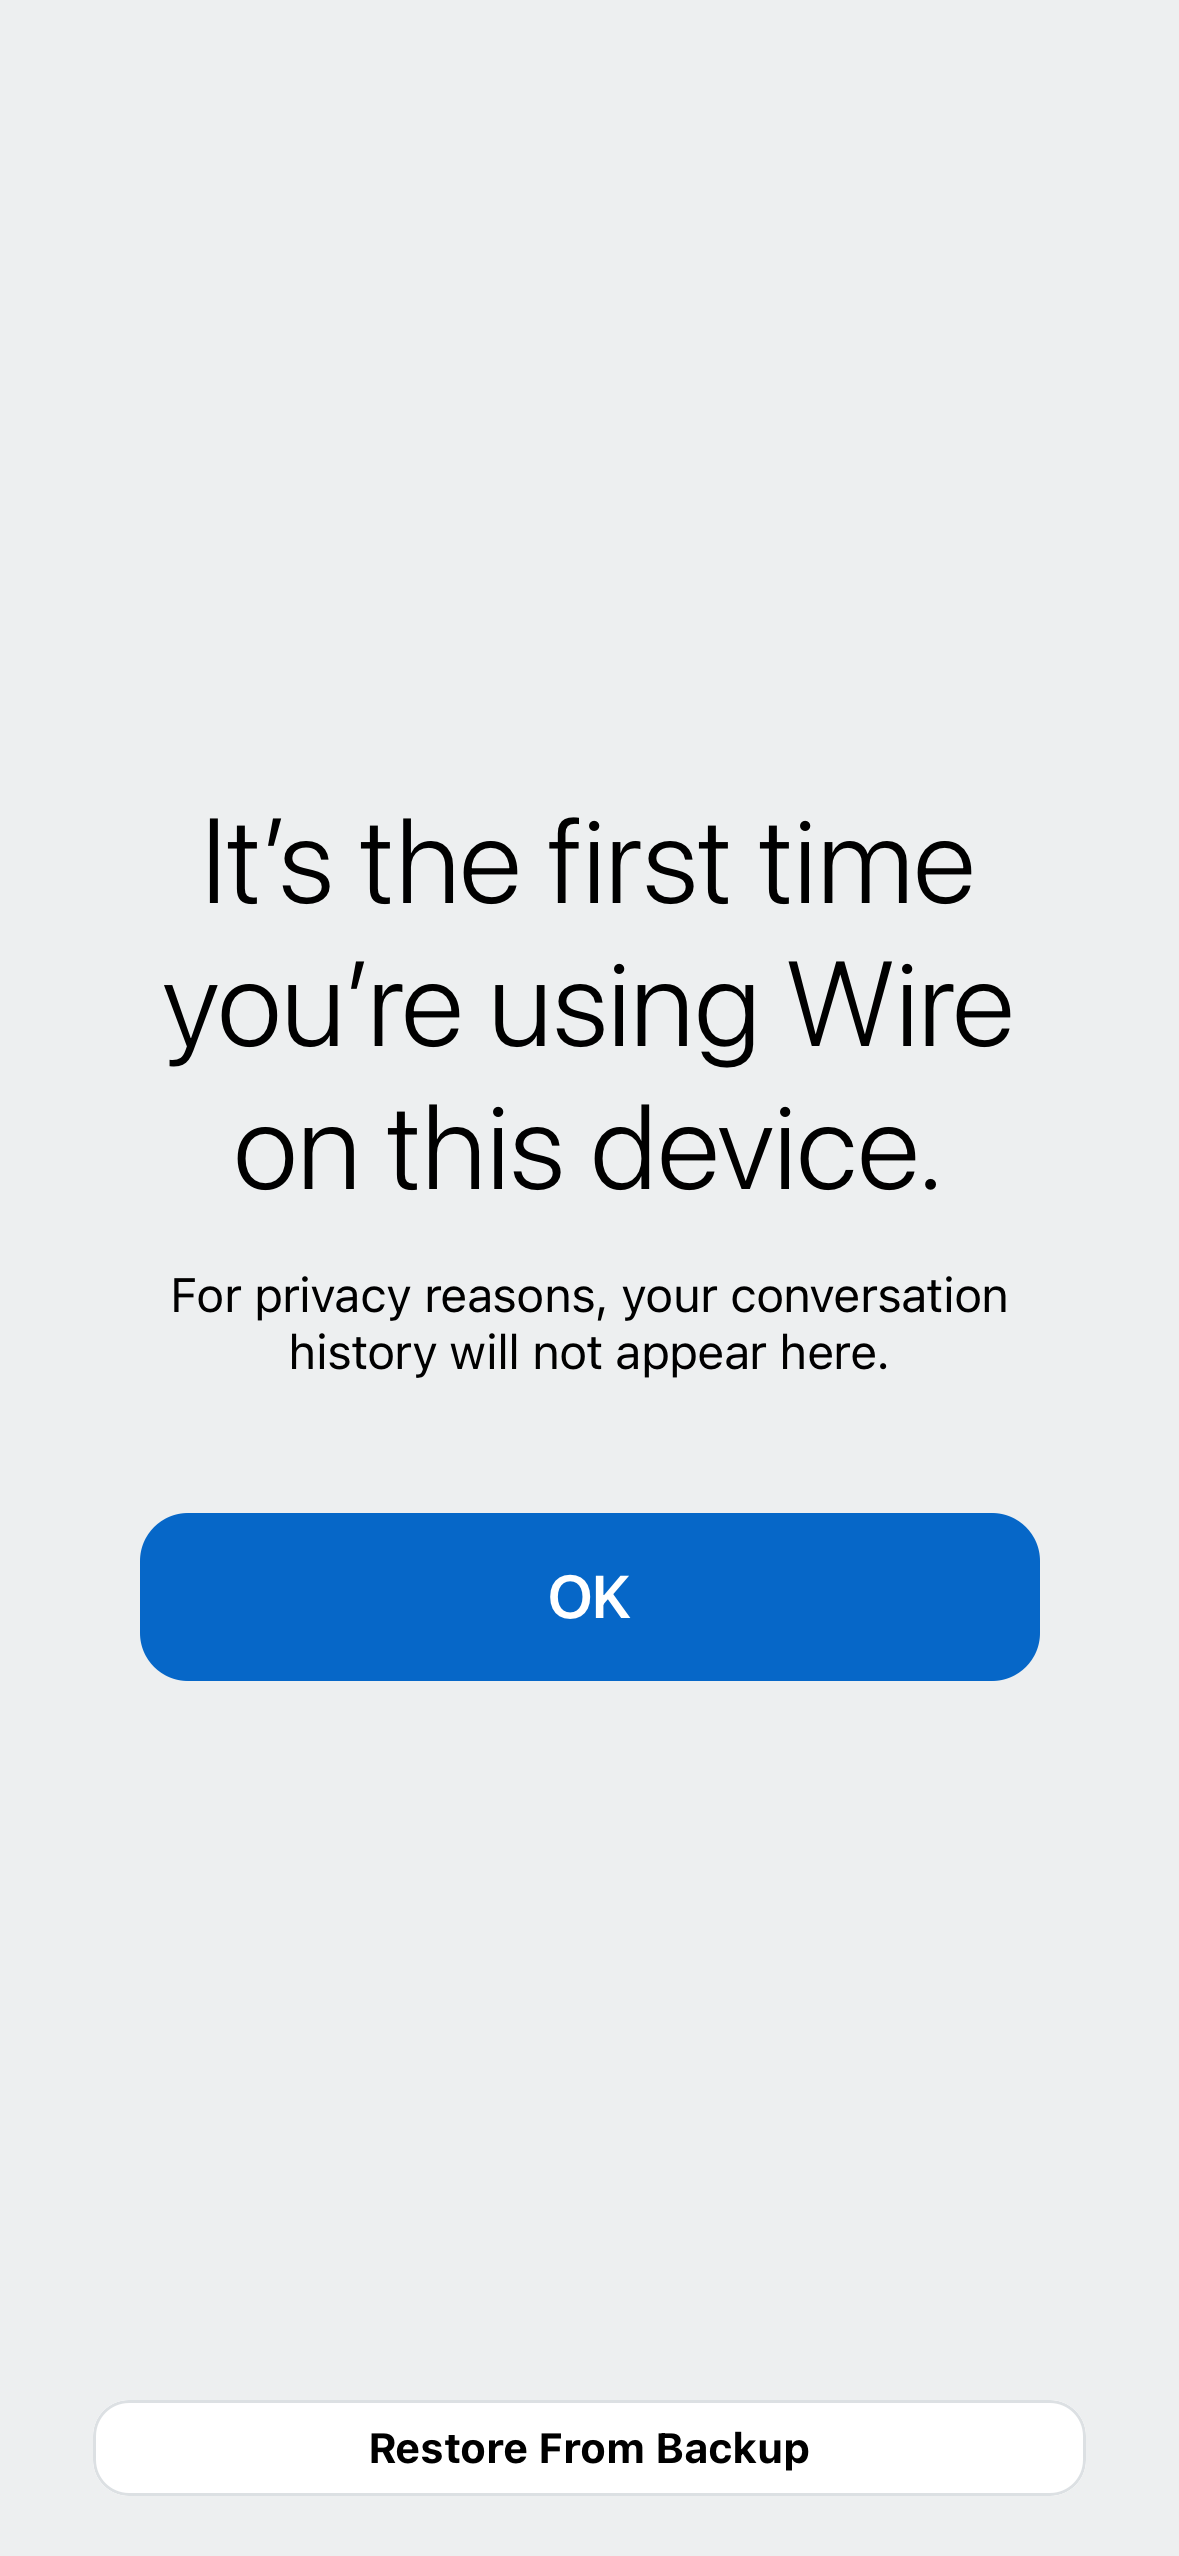 It’s the first time
you’re using Wire
on this device.
For privacy reasons, your conversation
history will not appear here.
OK
Restore From Backup